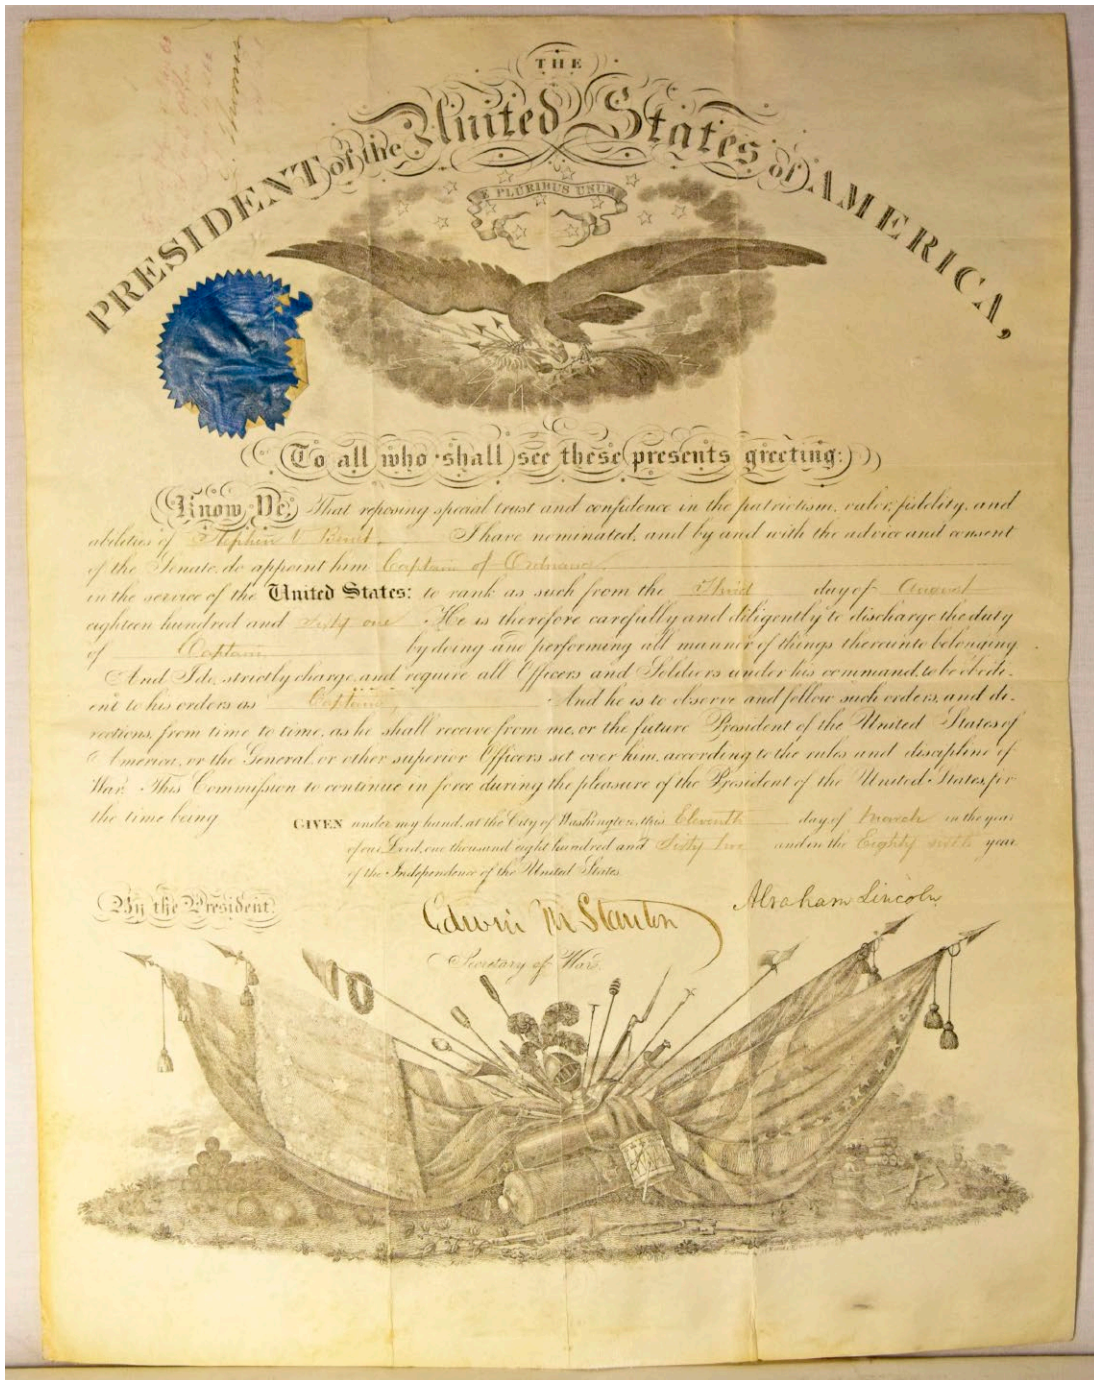 THE
PRESIDENT of the United States of AMERICA,
E PLURIBUS UNUM
To all who shall see these presents greeting:
Know Ye, That reposing special trust and confidence in the patriotism, valor, fidelity, and
abilities of Stephen V Benét. I have nominated, and by and with the advice and consent
of the Senate, do appoint him Captain of Ordnance,
in the service of the United States: to rank as such from the Third day of August
eighteen hundred and Sixty one. He is therefore carefully and diligently to discharge the duty
of Captain, by doing and performing all manner of things thereunto belonging.
And I do, strictly charge, and require all Officers and Soldiers under his command, to be obedi-
ent to his orders as Captain, And he is to observe and follow such orders, and di-
rections, from time to time, as he shall receive from me, or the future President of the United States of
America, or the General, or other superior Officers set over him, according to the rules and discipline of
War. This Commission to continue in force during the pleasure of the President of the United States, for
the time being
GIVEN under my hand, at the City of Washington, this Eleventh day of March in the year
of our Lord, one thousand eight hundred and Sixty two and in the Eighty sixth year
of the Independence of the United States.
By the President.
Abraham Lincoln
Edwin M Stanton
Secretary of War.